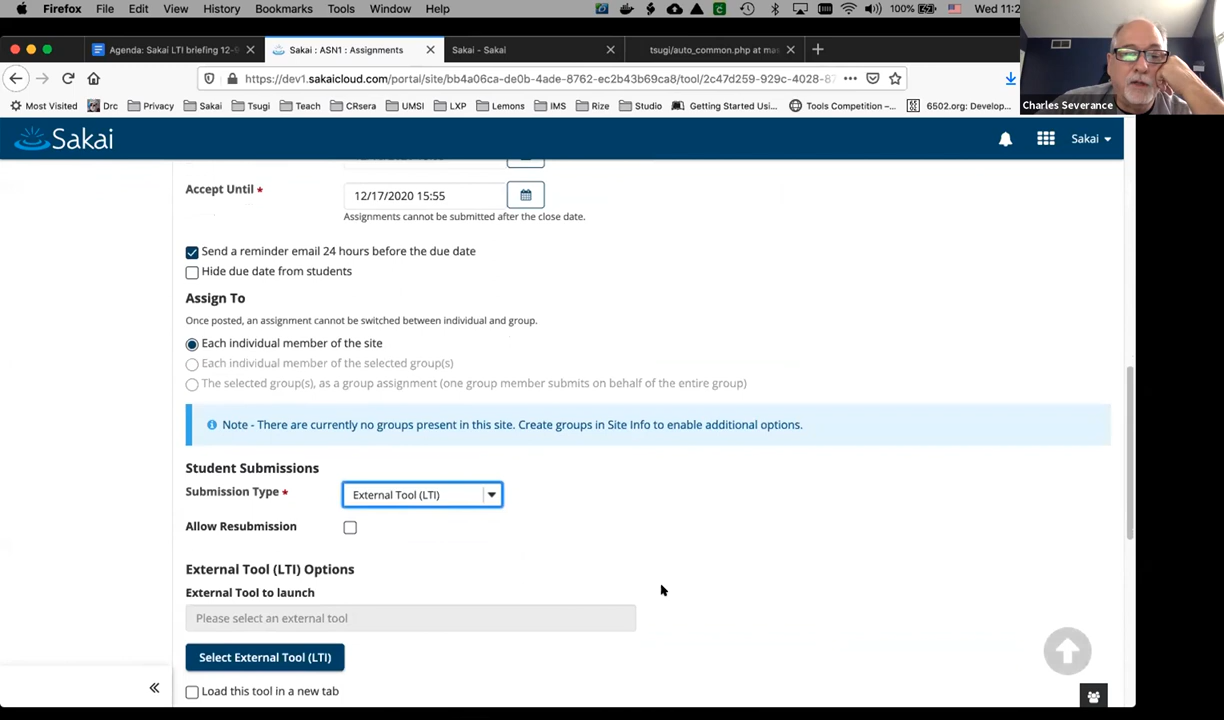 Firefox File Edit View History Bookmarks Tools Window Help 100% Wed 11:2
Agenda: Sakai LTI briefing 12-9 Sakai : ASN1 : Assignments Sakai - Sakai tsugi/auto_common.php at mas
https://dev1.sakaicloud.com/portal/site/bb4a06ca-de0b-4ade-8762-ec2b43b69ca8/tool/2c47d259-929c-4028-87
Most Visited Drc Privacy Sakai Tsugi Teach CRsera UMSI LXP Lemons IMS Rize Studio Getting Started Usi... Tools Competition –... 6502.org: Develop...
Charles Severance
Sakai Sakai
Accept Until * 12/17/2020 15:55
Assignments cannot be submitted after the close date.
Send a reminder email 24 hours before the due date
Hide due date from students
Assign To
Once posted, an assignment cannot be switched between individual and group.
Each individual member of the site
Each individual member of the selected group(s)
The selected group(s), as a group assignment (one group member submits on behalf of the entire group)
Note - There are currently no groups present in this site. Create groups in Site Info to enable additional options.
Student Submissions
Submission Type * External Tool (LTI)
Allow Resubmission
External Tool (LTI) Options
External Tool to launch
Please select an external tool
Select External Tool (LTI)
Load this tool in a new tab